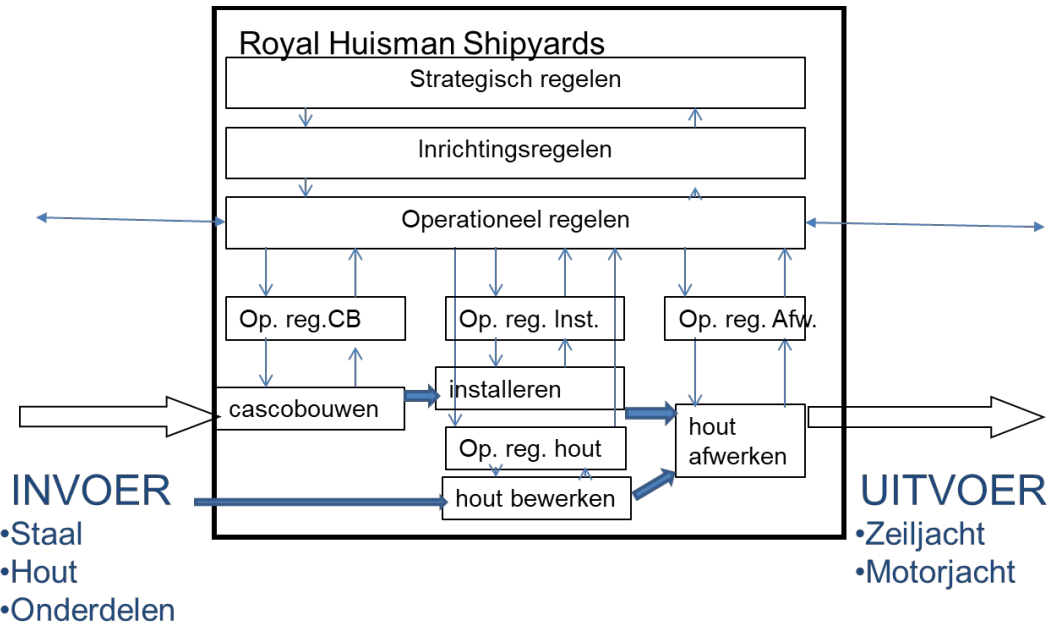 Royal Huisman Shipyards
Strategisch regelen
Inrichtingsregelen
Operationeel regelen
Op. reg.CB
Op. reg. Inst.
Op. reg. Afw.
cascobouwen
installeren
hout
afwerken
Op. reg. hout
hout bewerken
INVOER
•Staal
•Hout
•Onderdelen
UITVOER
•Zeiljacht
•Motorjacht